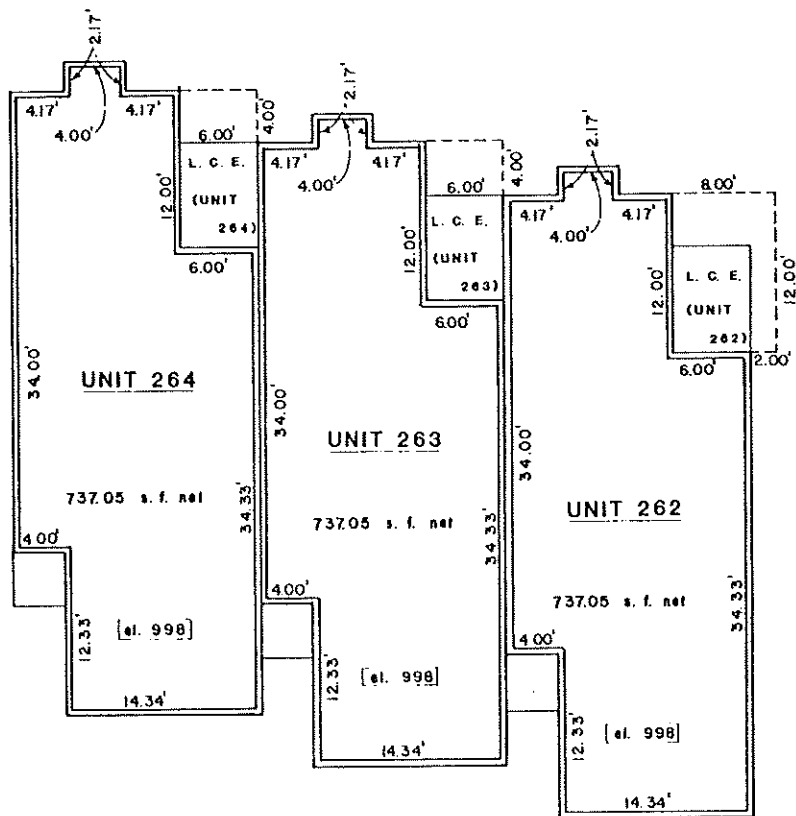 2.17'
4.17'
4.17'
4.00'
6.00'
4.00'
12.00'
L. C. E.
(UNIT
264)
6.00'
34.00'
UNIT 264
737.05 s. f. net
34.33'
4.00'
12.33'
[el. 998]
14.34'
2.17'
4.17'
4.17'
4.00'
6.00'
4.00'
12.00'
L. C. E.
(UNIT
263)
6.00'
34.00'
UNIT 263
737.05 s. f. net
34.33'
4.00'
12.33'
[el. 998]
14.34'
2.17'
4.17'
4.17'
4.00'
8.00'
12.00'
12.00'
L. C. E.
(UNIT
262)
6.00'
2.00'
34.00'
UNIT 262
737.05 s. f. net
34.33'
4.00'
12.33'
[el. 998]
14.34'